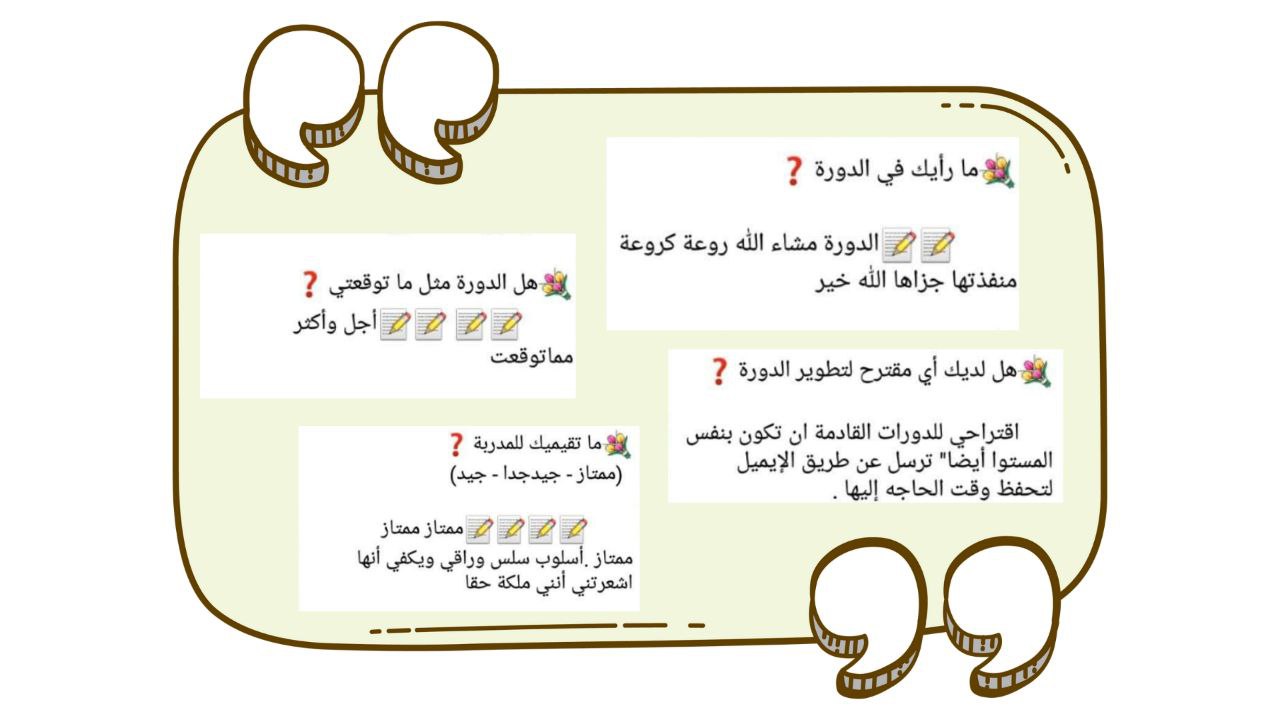 💐ما رأيك في الدورة ❓
📝📝الدورة مشاء الله روعة كروعة
منفذتها جزاها الله خير
💐هل الدورة مثل ما توقعتي ❓
📝📝📝📝أجل وأكثر
مماتوقعت
💐هل لديك أي مقترح لتطوير الدورة ❓
اقتراحي للدورات القادمة ان تكون بنفس
المستوا أيضا" ترسل عن طريق الإيميل
لتحفظ وقت الحاجه إليها .
💐ما تقيميك للمدربة ❓
(ممتاز - جيدجدا - جيد)
📝📝📝📝ممتاز ممتاز
ممتاز .أسلوب سلس وراقي ويكفي أنها
اشعرتني أنني ملكة حقا